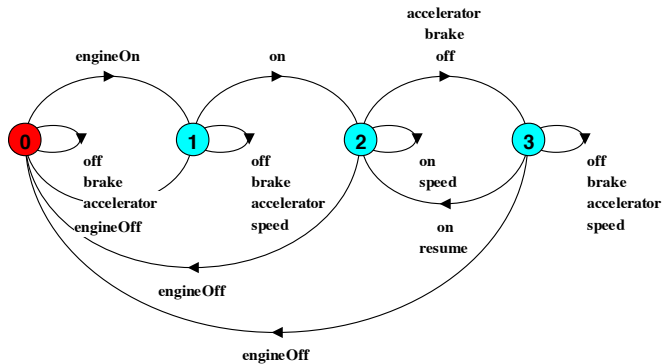 accelerator
brake
off
engineOn
on
0
1
2
3
off
brake
accelerator
engineOff
off
brake
accelerator
speed
on
speed
on
resume
off
brake
accelerator
speed
engineOff
engineOff